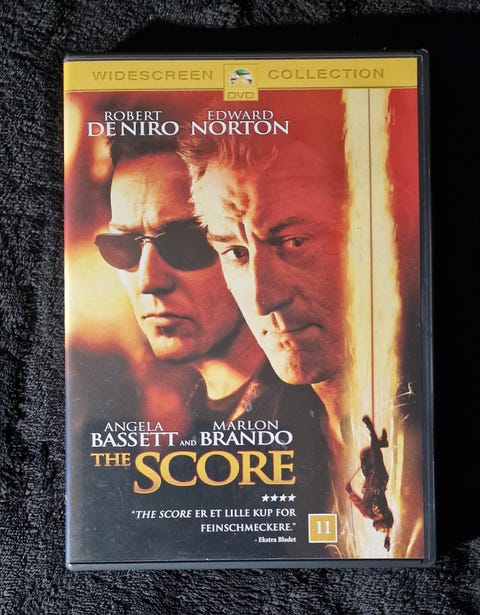 WIDESCREEN DVD COLLECTION
ROBERT EDWARD
DE NIRO NORTON
ANGELA MARLON
BASSETT AND BRANDO
THE SCORE
★★★★
"THE SCORE ER ET LILLE KUP FOR
FEINSCHMECKERE."
- Ekstra Bladet
11